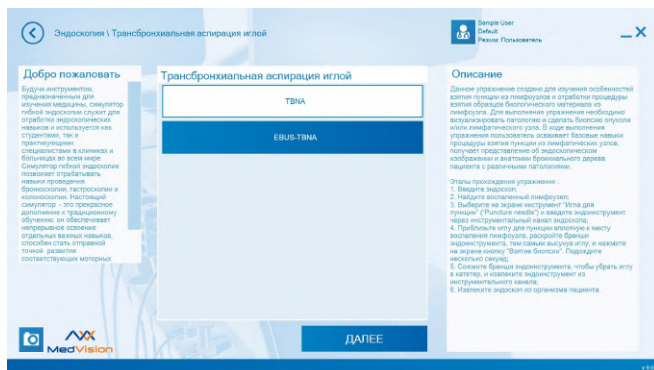 Эндоскопия \ Трансбронхиальная аспирация иглой
Sample User
Default
Режим: Пользователь
Добро пожаловать
Будучи инструментом,
предназначенным для
изучения медицины, симулятор
гибкой эндоскопии служит для
отработки эндоскопических
навыков и используется как
студентами, так и
практикующими
специалистами в клиниках и
больницах во всем мире.
Симулятор гибкой эндоскопии
позволяет отрабатывать
навыки проведения
бронхоскопии, гастроскопии и
колоноскопии. Настоящий
симулятор - это прекрасное
дополнение к традиционному
обучению: он обеспечивает
непрерывное освоение
отдельных важных навыков,
способен стать отправной
точкой развития
соответствующих моторных
Трансбронхиальная аспирация иглой
TBNA
EBUS-TBNA
ДАЛЕЕ
Описание
Данное упражнение создано для изучения особенностей
взятия пункции из лимфоузлов и отработки процедуры
взятия образцов биологического материала из
лимфоузла. Для выполнения упражнения необходимо
визуализировать патологию и сделать биопсию опухоли
и/или лимфатического узла. В ходе выполнения
упражнения пользователь осваивает базовые навыки
процедуры взятия пункции из лимфатических узлов,
получает представление об эндоскопическом
изображении и анатомии бронхиального дерева
пациента с различными патологиями.
Этапы прохождения упражнения :
1. Введите эндоскоп;
2. Найдите воспаленный лимфоузел;
3. Выберите на экране инструмент "Игла для
пункции" ("Puncture needle") и введите эндоинструмент
через инструментальный канал эндоскопа;
4. Приблизьте иглу для пункции вплотную к месту
воспаления лимфоузла, раскройте бранши
эндоинструмента, тем самым высунув иглу, и нажмите
на экране кнопку "Взятие биопсии". Подождите
несколько секунд;
5. Сожмите бранши эндоинструмента, чтобы убрать иглу
в катетер, и извлеките эндоинструмент из
инструментального канала;
6. Извлеките эндоскоп из организма пациента.
MedVision